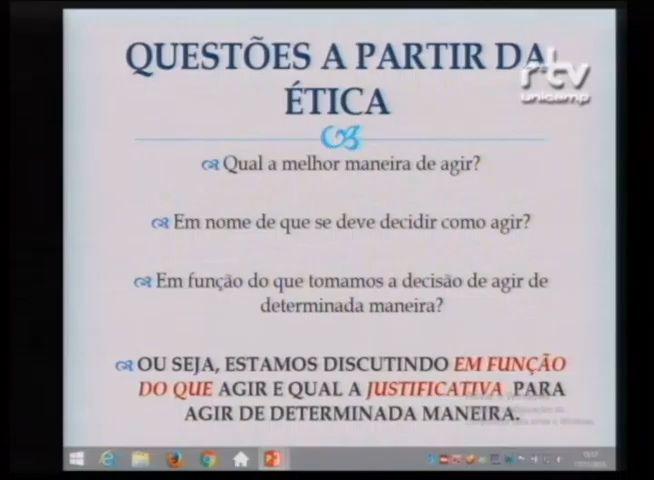 QUESTÕES A PARTIR DA
ÉTICA
rtv
unicamp
Qual a melhor maneira de agir?
Em nome de que se deve decidir como agir?
Em função do que tomamos a decisão de agir de
determinada maneira?
OU SEJA, ESTAMOS DISCUTINDO EM FUNÇÃO
DO QUE AGIR E QUAL A JUSTIFICATIVA PARA
AGIR DE DETERMINADA MANEIRA.